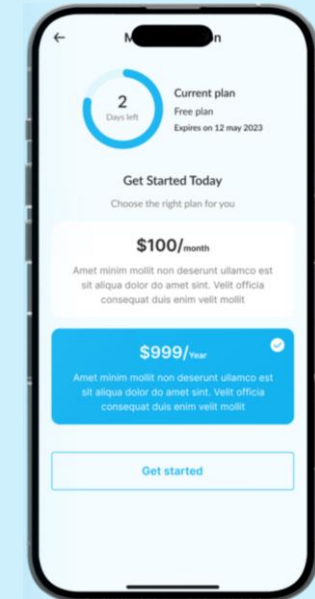 2
Days left
Current plan
Free plan
Expires on 12 may 2023
Get Started Today
Choose the right plan for you
$100/month
Amet minim mollit non deserunt ullamco est
sit aliqua dolor do amet sint. Velit officia
consequat duis enim velit mollit
$999/Year
Amet minim mollit non deserunt ullamco est
sit aliqua dolor do amet sint. Velit officia
consequat duis enim velit mollit
Get started